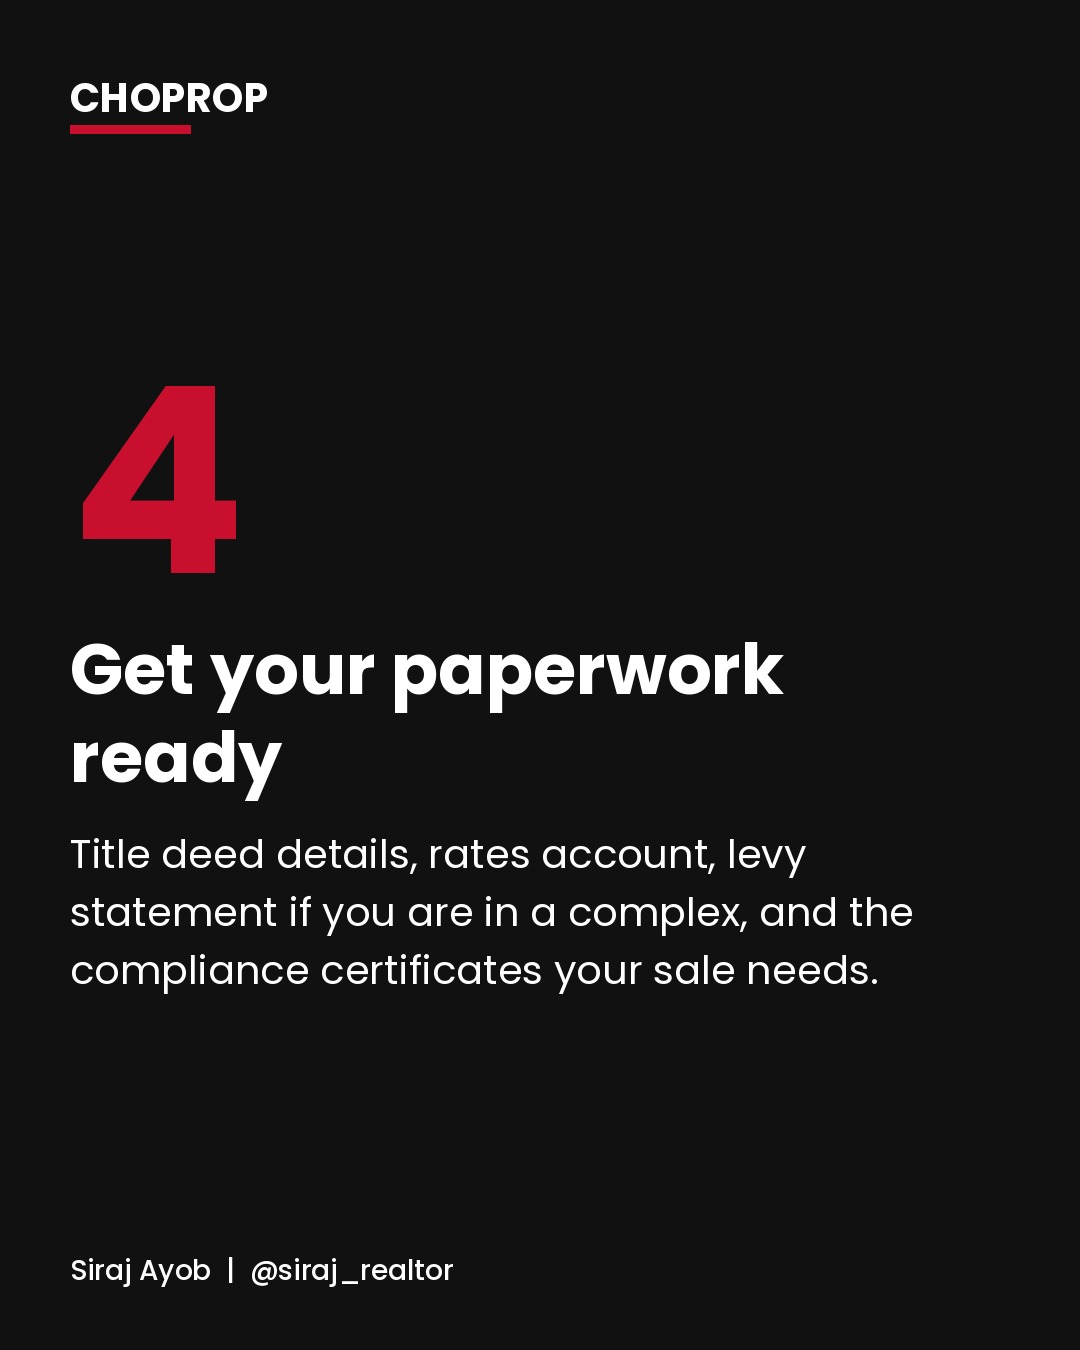 CHOPROP
4
Get your paperwork
ready
Title deed details, rates account, levy
statement if you are in a complex, and the
compliance certificates your sale needs.
Siraj Ayob | @siraj_realtor